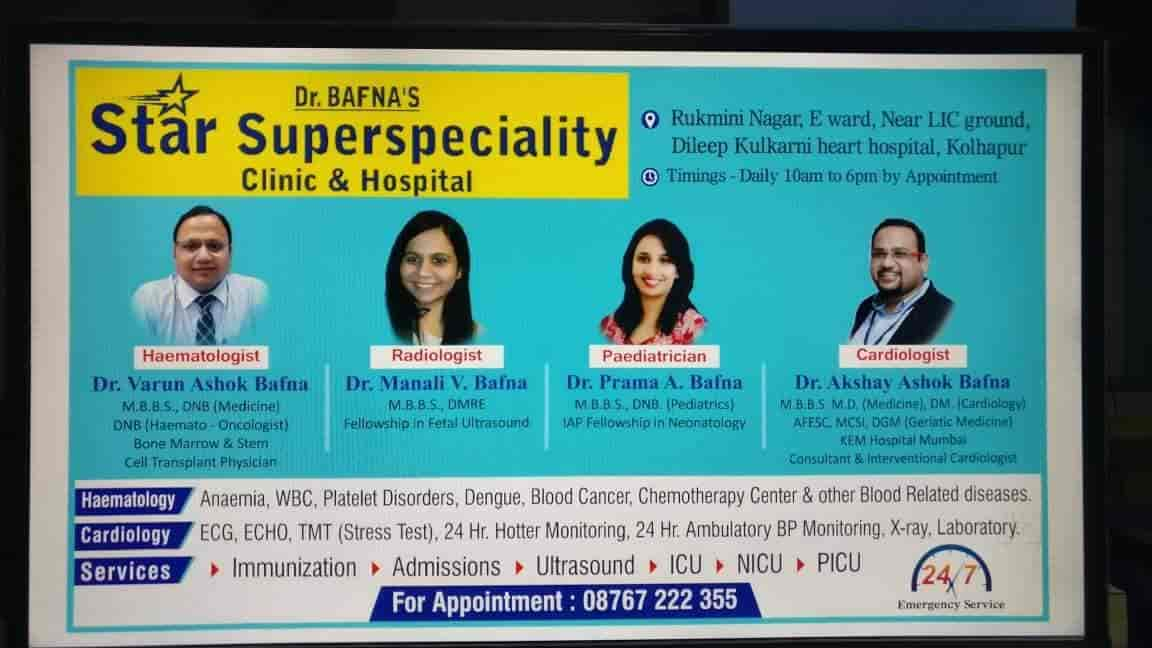 Dr. BAFNA'S
Star Superspeciality
Clinic & Hospital
Rukmini Nagar, E ward, Near LIC ground,
Dileep Kulkarni heart hospital, Kolhapur
Timings - Daily 10am to 6pm by Appointment
Haematologist
Dr. Varun Ashok Bafna
M.B.B.S., DNB (Medicine)
DNB (Haemato - Oncologist)
Bone Marrow & Stem
Cell Transplant Physician
Radiologist
Dr. Manali V. Bafna
M.B.B.S., DMRE
Fellowship in Fetal Ultrasound
Paediatrician
Dr. Prama A. Bafna
M.B.B.S., DNB. (Pediatrics)
IAP Fellowship in Neonatology
Cardiologist
Dr. Akshay Ashok Bafna
M.B.B.S M.D. (Medicine), DM. (Cardiology)
AFESC, MCSI, DGM (Geriatic Medicine)
KEM Hospital Mumbai
Consultant & Interventional Cardiologist
Haematology Anaemia, WBC, Platelet Disorders, Dengue, Blood Cancer, Chemotherapy Center & other Blood Related diseases.
Cardiology ECG, ECHO, TMT (Stress Test), 24 Hr. Hotter Monitoring, 24 Hr. Ambulatory BP Monitoring, X-ray, Laboratory.
Services Immunization Admissions Ultrasound ICU NICU PICU
24/7
Emergency Service
For Appointment : 08767 222 355